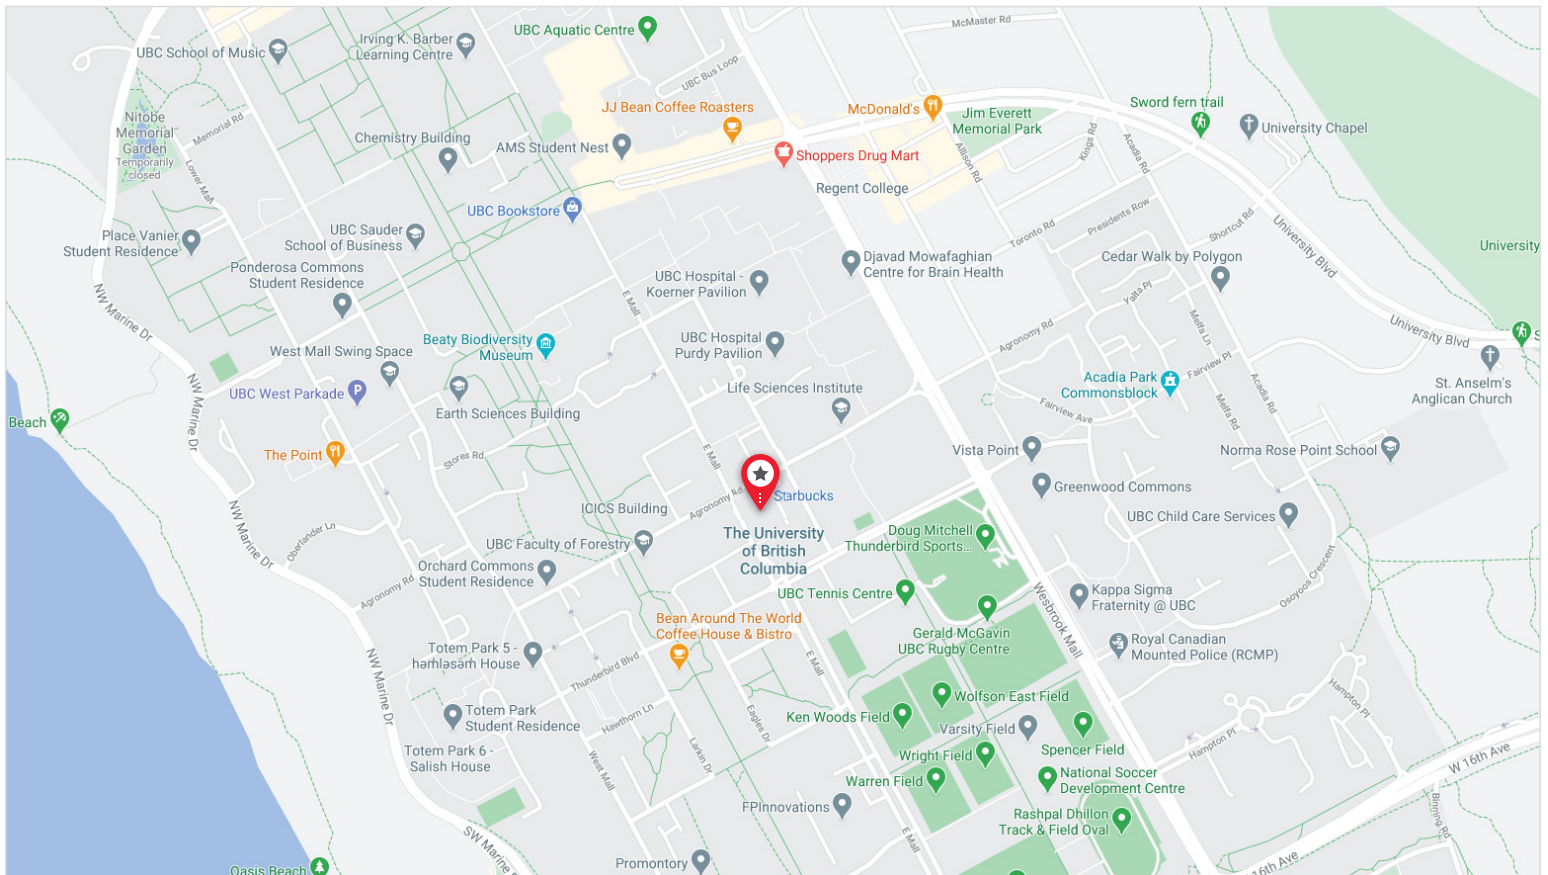 McMaster Rd
UBC Aquatic Centre
Irving K. Barber
Learning Centre
UBC School of Music
UBC Bus Loop
JJ Bean Coffee Roasters
McDonald's
Jim Everett
Memorial Park
Sword fern trail
University Chapel
Nitobe
Memorial
Garden
Temporarily
closed
Memorial Rd
Chemistry Building
AMS Student Nest
Shoppers Drug Mart
Allison Rd
Kings Rd
Acadia Rd
Lower Mall
Regent College
UBC Bookstore
Presidents Row
Shortcut Rd
Toronto Rd
University Blvd
University
Place Vanier
Student Residence
UBC Sauder
School of Business
Ponderosa Commons
Student Residence
UBC Hospital -
Koerner Pavilion
Djavad Mowafaghian
Centre for Brain Health
Cedar Walk by Polygon
Yalta Pl
NW Marine Dr
E Mall
Melfa Ln
Agronomy Rd
University Blvd
S
Beaty Biodiversity
Museum
UBC Hospital
Purdy Pavilion
West Mall Swing Space
Fairview Pl
St. Anselm's
Anglican Church
UBC West Parkade
Earth Sciences Building
Life Sciences Institute
Acadia Park
Commonsblock
Acadia Rd
NW Marine Dr
Fairview Ave
Melfa Rd
Beach
The Point
Stores Rd
E Mall
Vista Point
Norma Rose Point School
Starbucks
Greenwood Commons
Agronomy Rd
ICICS Building
UBC Child Care Services
NW Marine Dr
Oberlander Ln
UBC Faculty of Forestry
The University
of British
Columbia
Doug Mitchell
Thunderbird Sports...
Orchard Commons
Student Residence
Agronomy Rd
UBC Tennis Centre
Osoyoos Crescent
Kappa Sigma
Fraternity @ UBC
Wesbrook Mall
Bean Around The World
Coffee House & Bistro
Gerald McGavin
UBC Rugby Centre
Royal Canadian
Mounted Police (RCMP)
Totem Park 5 -
həm̓ləsəm̓ House
Thunderbird Blvd
E Mall
NW Marine Dr
Wolfson East Field
Hampton Pl
Totem Park
Student Residence
Hawthorn Ln
Eagles Dr
Ken Woods Field
Varsity Field
Spencer Field
Hampton Pl
W 16th Ave
Totem Park 6 -
Salish House
West Mall
Larkin Dr
Wright Field
Warren Field
National Soccer
Development Centre
FPInnovations
Rashpal Dhillon
Track & Field Oval
Binning Rd
SW Marine D
Promontory
E Mall
16th Ave
Oasis Beach